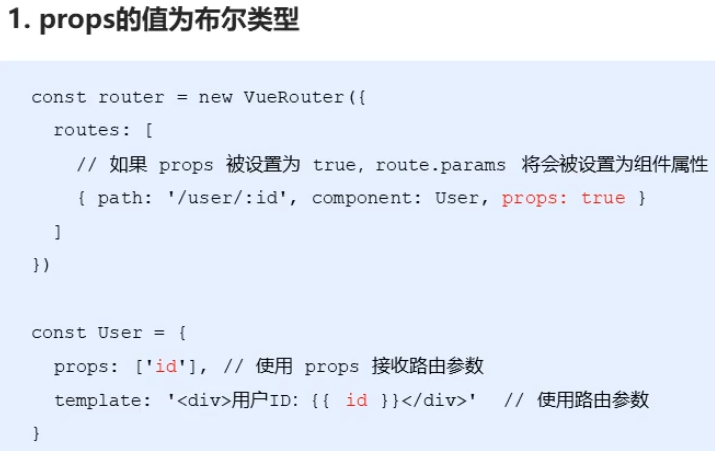 1. props的值为布尔类型
const router = new VueRouter({
routes: [
// 如果 props 被设置为 true, route.params 将会被设置为组件属性
{ path: '/user/:id', component: User, props: true }
]
})
const User = {
props: ['id'], // 使用 props 接收路由参数
template: '<div>用户ID: {{ id }}</div>' // 使用路由参数
}